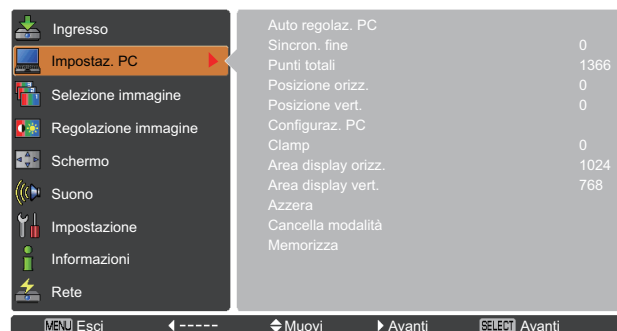 Ingresso
Impostaz. PC
Selezione immagine
Regolazione immagine
Schermo
Suono
Impostazione
Informazioni
Rete
Auto regolaz. PC
Sincron. fine 0
Punti totali 1366
Posizione orizz. 0
Posizione vert. 0
Configuraz. PC
Clamp 0
Area display orizz. 1024
Area display vert. 768
Azzera
Cancella modalità
Memorizza
MENU Esci ----- Muovi Avanti SELECT Avanti